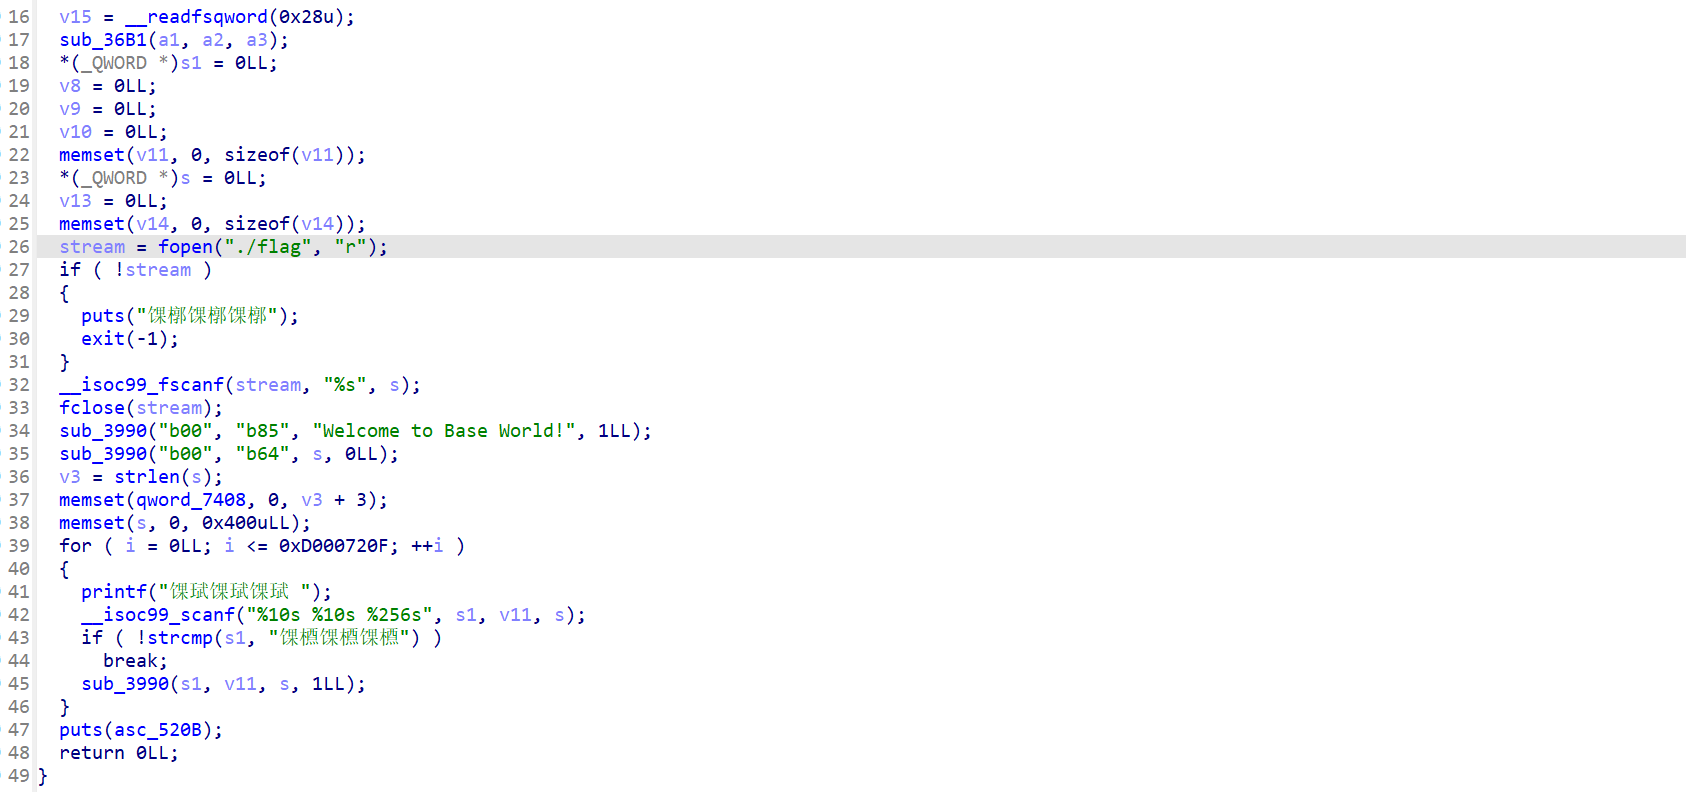 16 v15 = __readfsqword(0x28u);
17 sub_36B1(a1, a2, a3);
18 *(_QWORD *)s1 = 0LL;
19 v8 = 0LL;
20 v9 = 0LL;
21 v10 = 0LL;
22 memset(v11, 0, sizeof(v11));
23 *(_QWORD *)s = 0LL;
24 v13 = 0LL;
25 memset(v14, 0, sizeof(v14));
26 stream = fopen("./flag", "r");
27 if ( !stream )
28 {
29 puts("馃槨馃槨馃槨");
30 exit(-1);
31 }
32 __isoc99_fscanf(stream, "%s", s);
33 fclose(stream);
34 sub_3990("b00", "b85", "Welcome to Base World!", 1LL);
35 sub_3990("b00", "b64", s, 0LL);
36 v3 = strlen(s);
37 memset(qword_7408, 0, v3 + 3);
38 memset(s, 0, 0x400uLL);
39 for ( i = 0LL; i <= 0xD000720F; ++i )
40 {
41 printf("馃弑馃弑馃弑 ");
42 __isoc99_scanf("%10s %10s %256s", s1, v11, s);
43 if ( !strcmp(s1, "馃槱馃槱馃槱") )
44 break;
45 sub_3990(s1, v11, s, 1LL);
46 }
47 puts(asc_520B);
48 return 0LL;
49 }